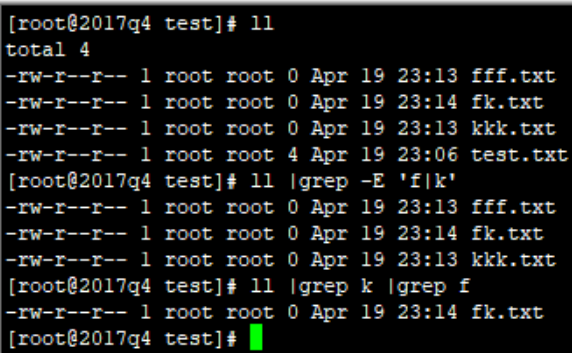 [root@2017q4 test]# ll
total 4
-rw-r--r-- 1 root root 0 Apr 19 23:13 fff.txt
-rw-r--r-- 1 root root 0 Apr 19 23:14 fk.txt
-rw-r--r-- 1 root root 0 Apr 19 23:13 kkk.txt
-rw-r--r-- 1 root root 4 Apr 19 23:06 test.txt
[root@2017q4 test]# ll |grep -E 'f|k'
-rw-r--r-- 1 root root 0 Apr 19 23:13 fff.txt
-rw-r--r-- 1 root root 0 Apr 19 23:14 fk.txt
-rw-r--r-- 1 root root 0 Apr 19 23:13 kkk.txt
[root@2017q4 test]# ll |grep k |grep f
-rw-r--r-- 1 root root 0 Apr 19 23:14 fk.txt
[root@2017q4 test]#